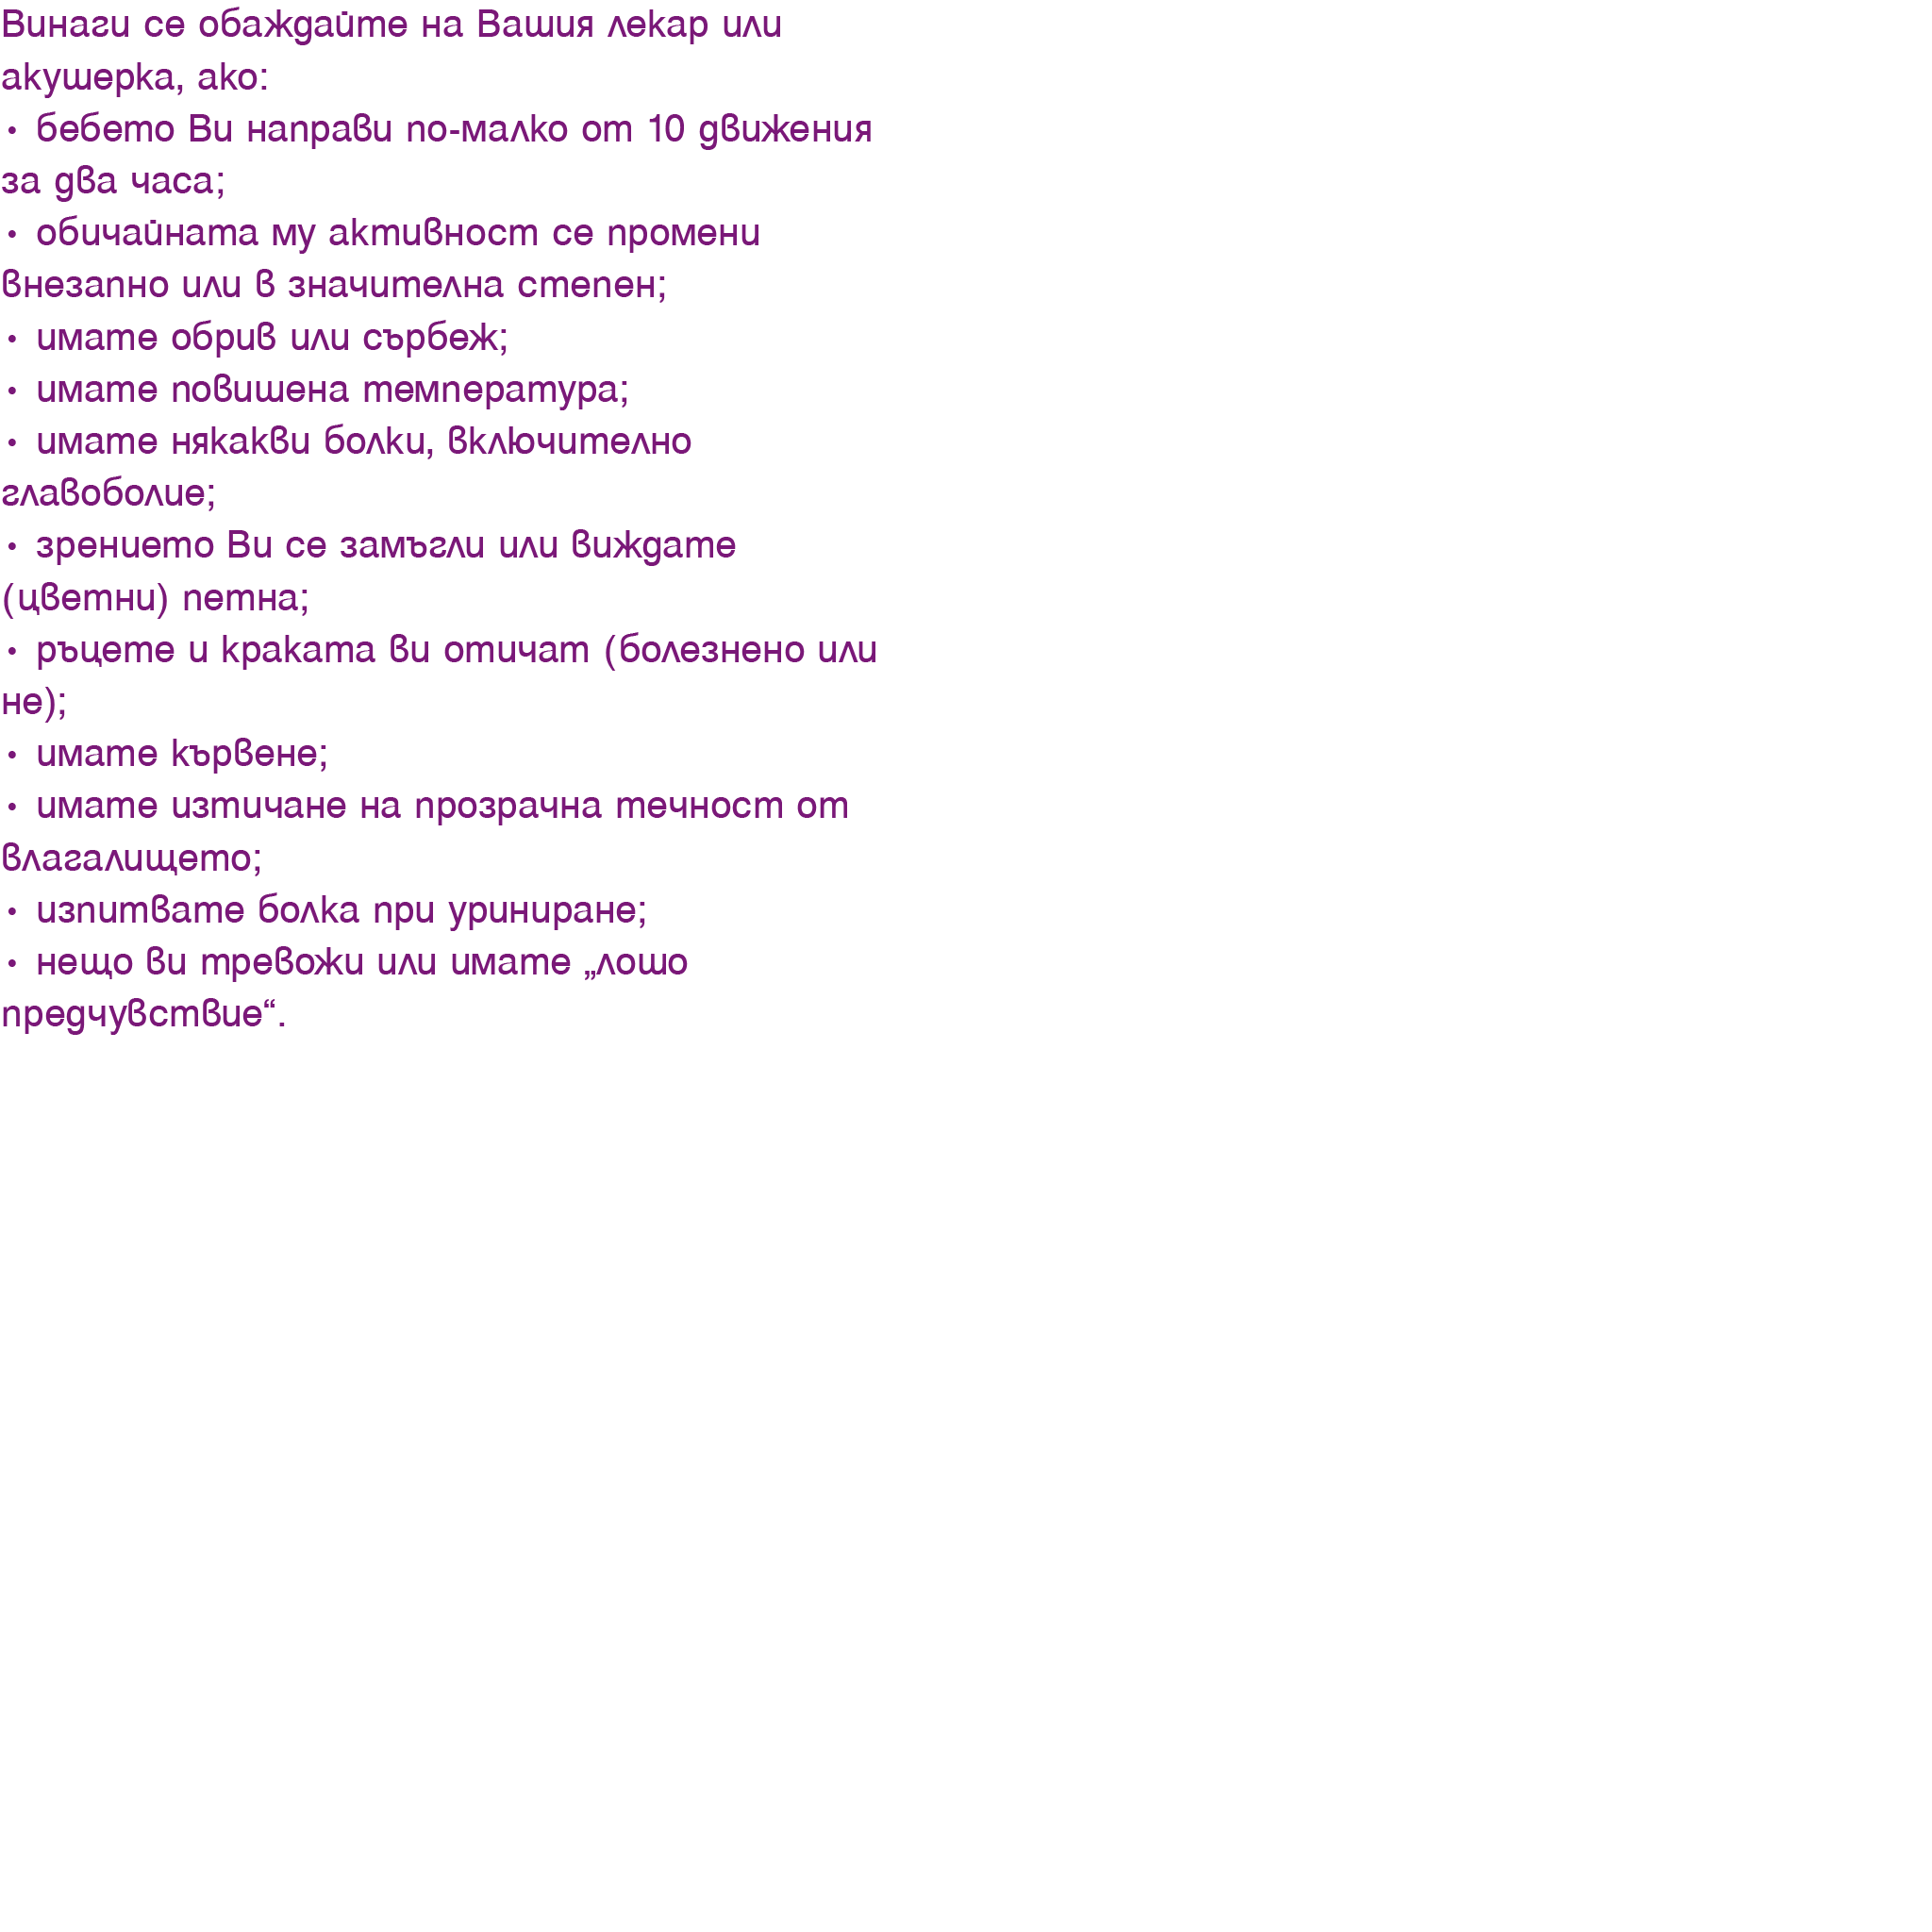 Винаги се обаждайте на Вашия лекар или
акушерка, ако:
• бебето Ви направи по-малко от 10 движения
за два часа;
• обичайната му активност се промени
внезапно или в значителна степен;
• имате обрив или сърбеж;
• имате повишена температура;
• имате някакви болки, включително
главоболие;
• зрението Ви се замъгли или виждате
(цветни) петна;
• ръцете и краката ви отичат (болезнено или
не);
• имате кървене;
• имате изтичане на прозрачна течност от
влагалището;
• изпитвате болка при уриниране;
• нещо ви тревожи или имате „лошо
предчувствие“.